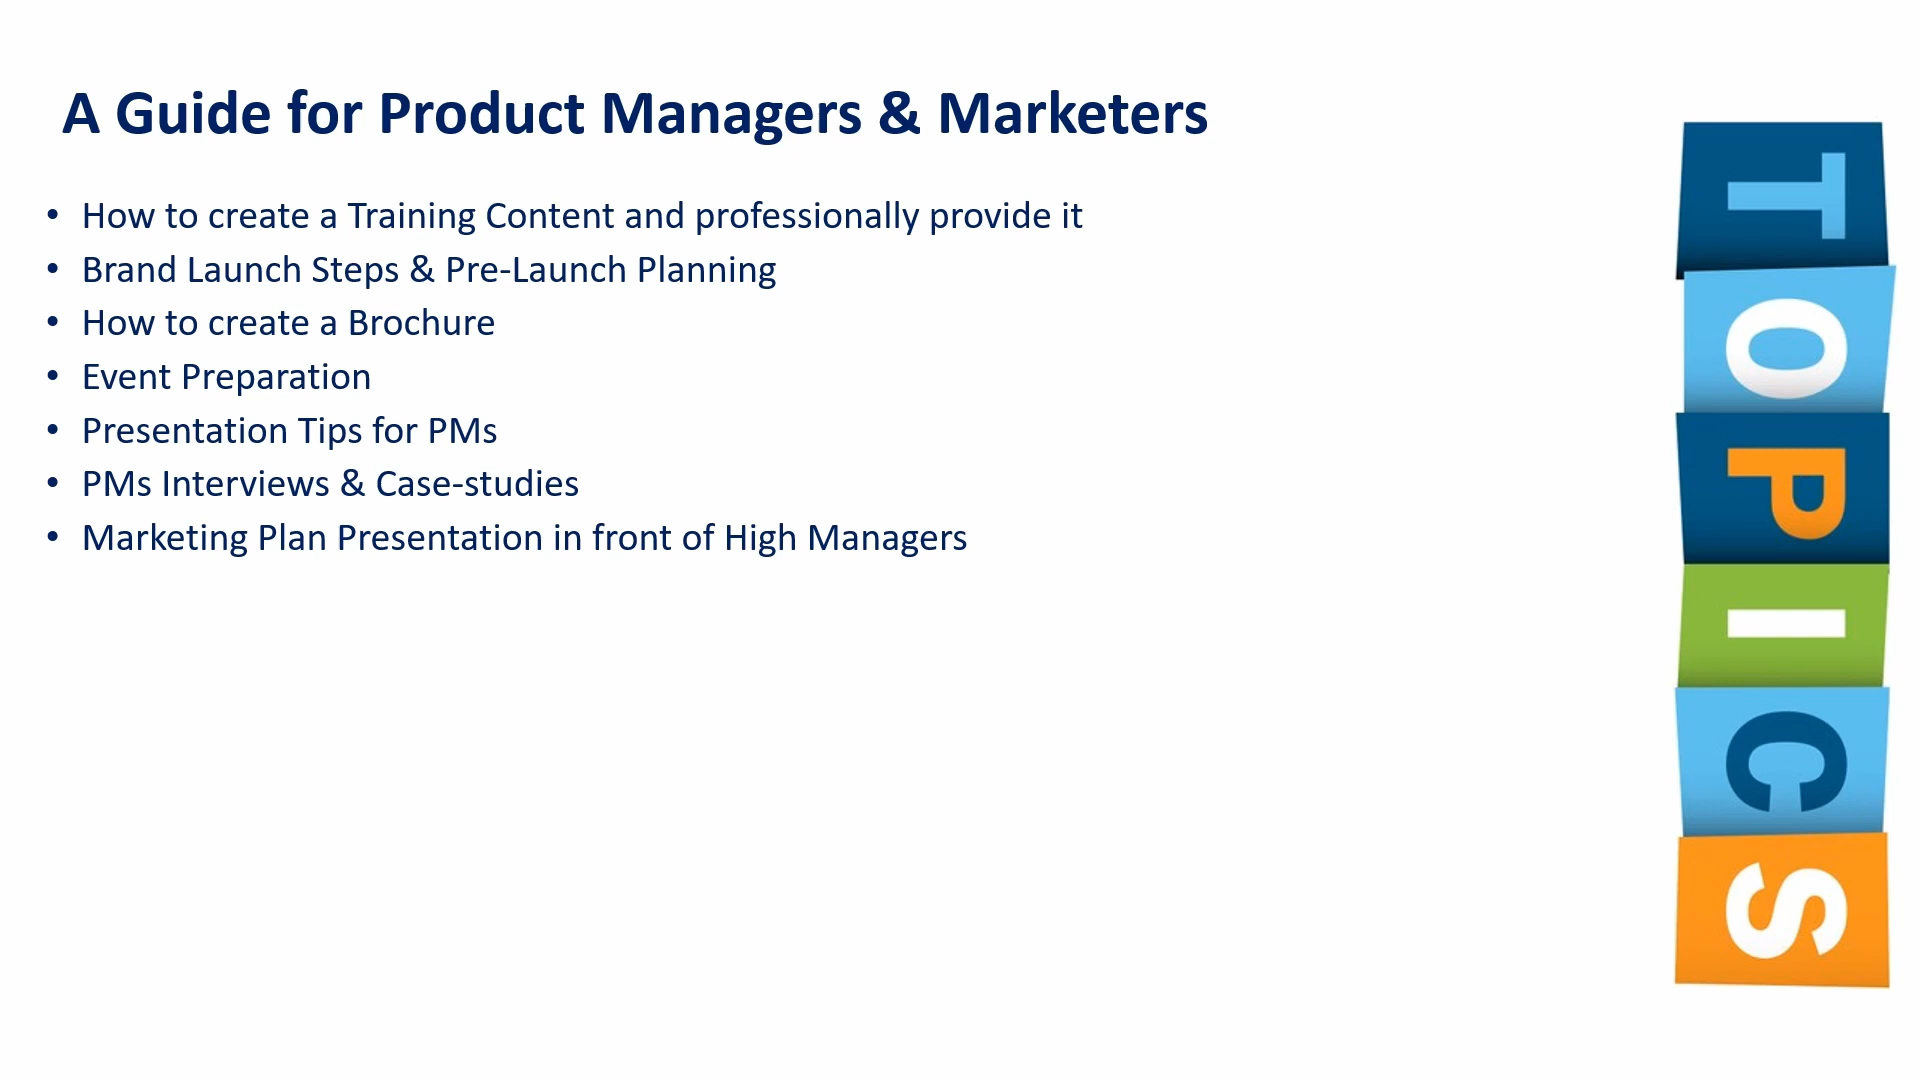 A Guide for Product Managers & Marketers
• How to create a Training Content and professionally provide it
• Brand Launch Steps & Pre-Launch Planning
• How to create a Brochure
• Event Preparation
• Presentation Tips for PMs
• PMs Interviews & Case-studies
• Marketing Plan Presentation in front of High Managers
TOPICS